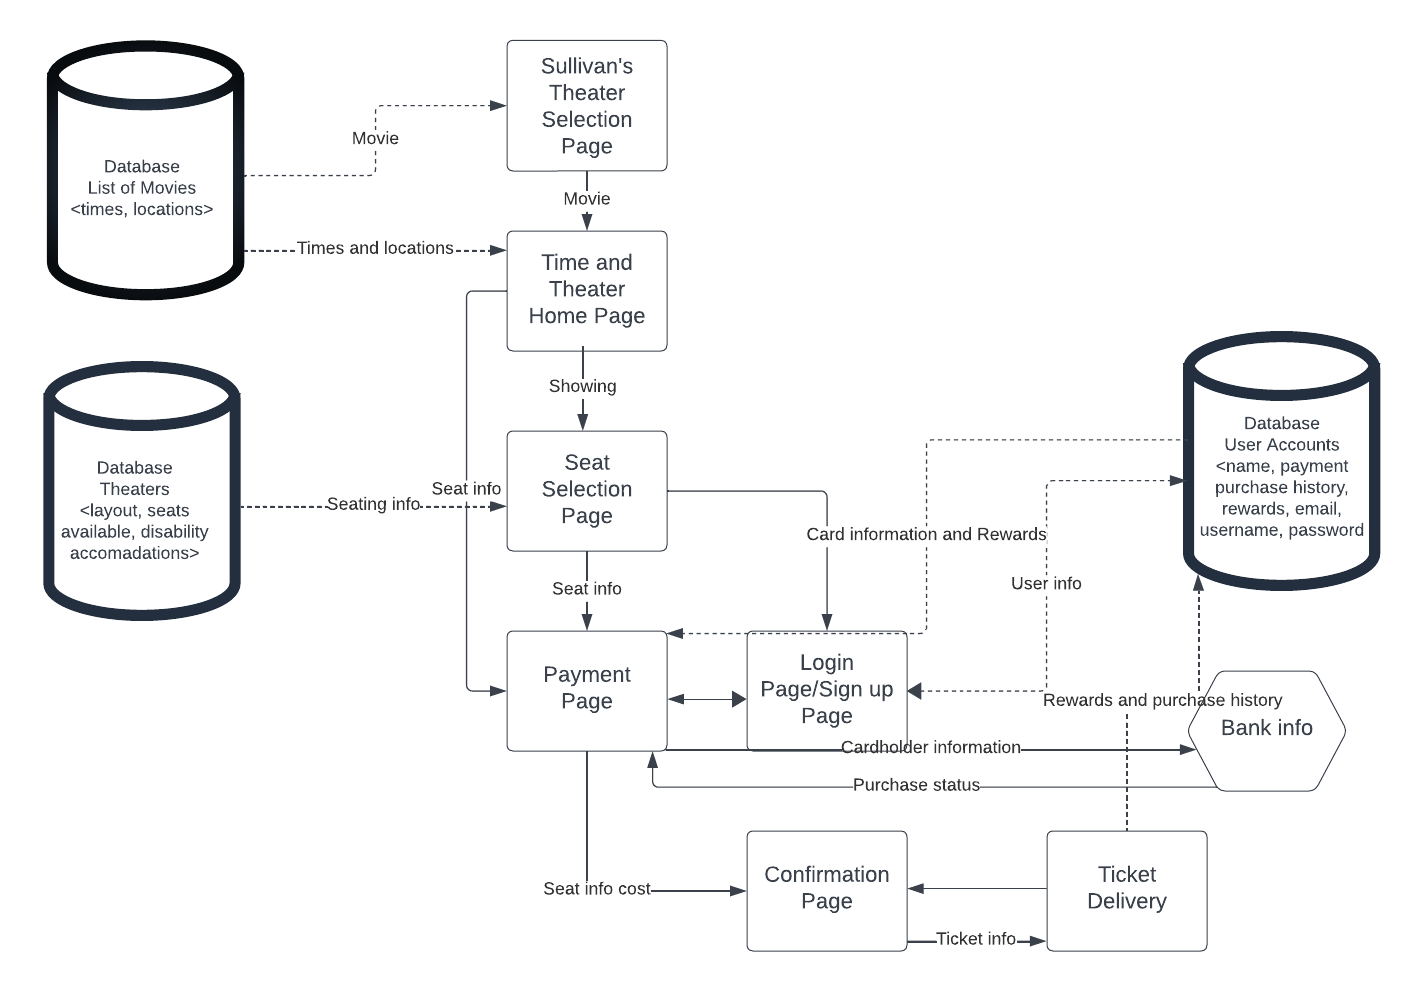 Sullivan's
Theater
Selection
Page
Movie
Database
List of Movies
<times, locations>
Movie
Times and locations
Time and
Theater
Home Page
Showing
Database
Theaters
<layout, seats
available, disability
accomadations>
Seating info
Seat info
Seat
Selection
Page
Database
User Accounts
<name, payment
purchase history,
rewards, email,
username, password
Card information and Rewards
User info
Seat info
Payment
Page
Login
Page/Sign up
Page
Rewards and purchase history
Bank info
Cardholder information
Purchase status
Seat info cost
Confirmation
Page
Ticket
Delivery
Ticket info